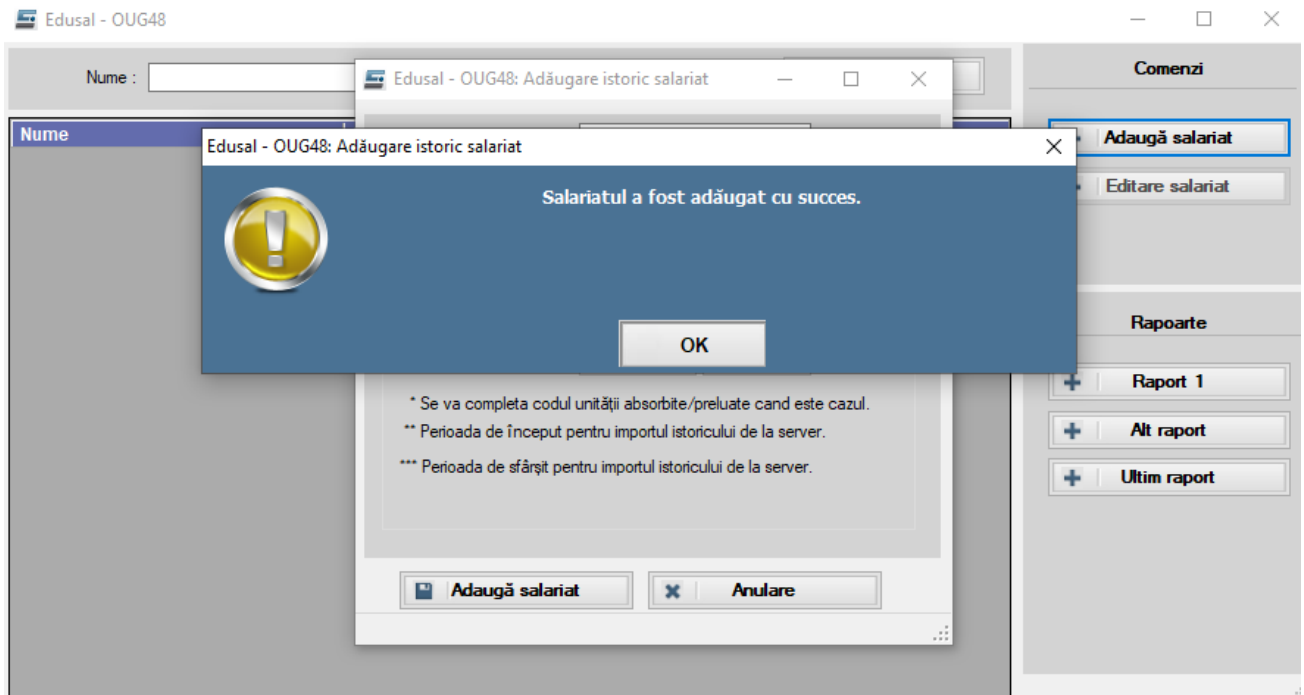 Edusal - OUG48
Nume :
Edusal - OUG48: Adăugare istoric salariat
Comenzi
Nume
Edusal - OUG48: Adăugare istoric salariat
Adaugă salariat
Salariatul a fost adăugat cu succes.
Editare salariat
OK
Rapoarte
Raport 1
* Se va completa codul unității absorbite/preluate cand este cazul.
** Perioada de început pentru importul istoricului de la server.
Alt raport
*** Perioada de sfârșit pentru importul istoricului de la server.
Ultim raport
Adaugă salariat
Anulare